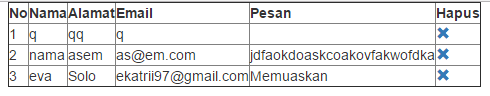 No Nama Alamat Email Pesan Hapus
1 q qq q
2 nama asem as@em.com jdfaokdoaskcoakovfakwofdka
3 eva Solo ekatrii97@gmail.com Memuaskan